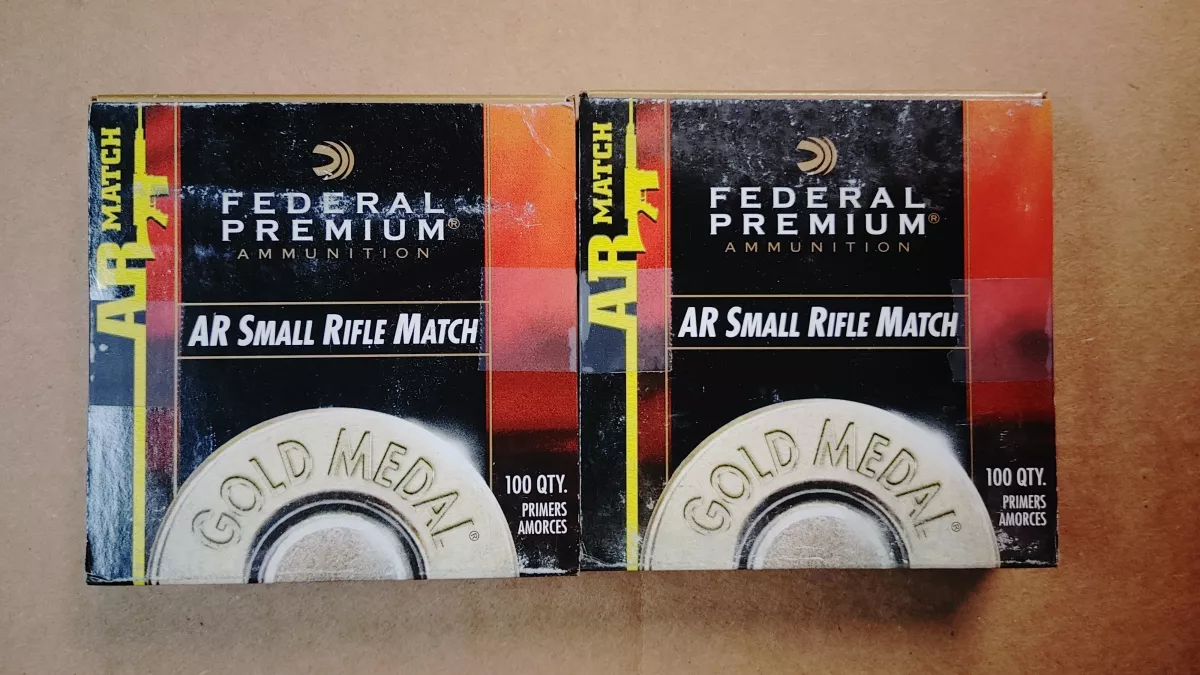 AR MATCH
FEDERAL
PREMIUM®
AMMUNITION
AR SMALL RIFLE MATCH
GOLD MEDAL®
100 QTY.
PRIMERS
AMORCES
AR MATCH
FEDERAL
PREMIUM®
AMMUNITION
AR SMALL RIFLE MATCH
GOLD MEDAL®
100 QTY.
PRIMERS
AMORCES